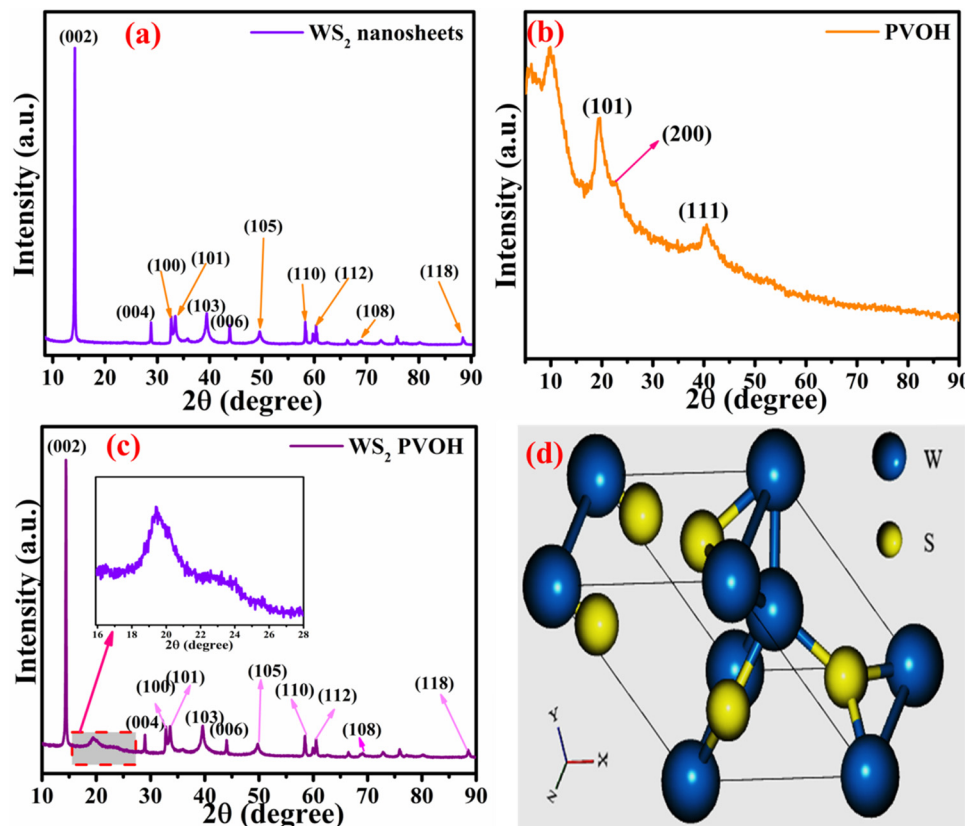 (a)
WS2 nanosheets
(002)
(004)
(100)
(101)
(103)
(006)
(105)
(110)
(112)
(108)
(118)
Intensity (a.u.)
10 20 30 40 50 60 70 80 90
2θ (degree)
(b)
PVOH
(101)
(200)
(111)
Intensity (a.u.)
10 20 30 40 50 60 70 80 90
2θ (degree)
(c)
WS2 PVOH
(002)
16 18 20 22 24 26 28
2θ (degree)
(004)
(100)
(101)
(103)
(006)
(105)
(110)
(112)
(108)
(118)
Intensity (a.u.)
10 20 30 40 50 60 70 80 90
2θ (degree)
(d)
W
S
Y
X
Z